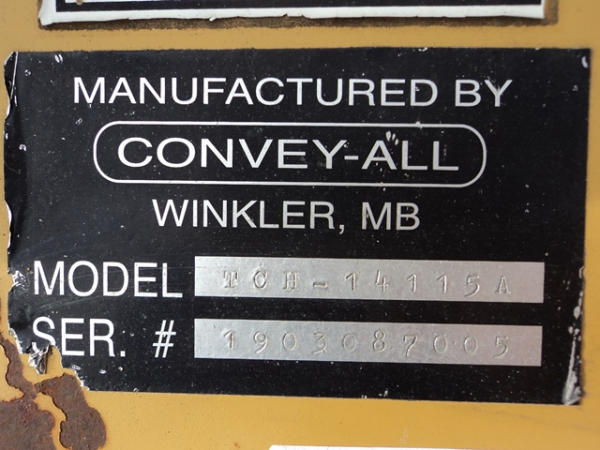 MANUFACTURED BY
CONVEY-ALL
WINKLER, MB
MODEL TCH-14115A
SER. # 1903087005